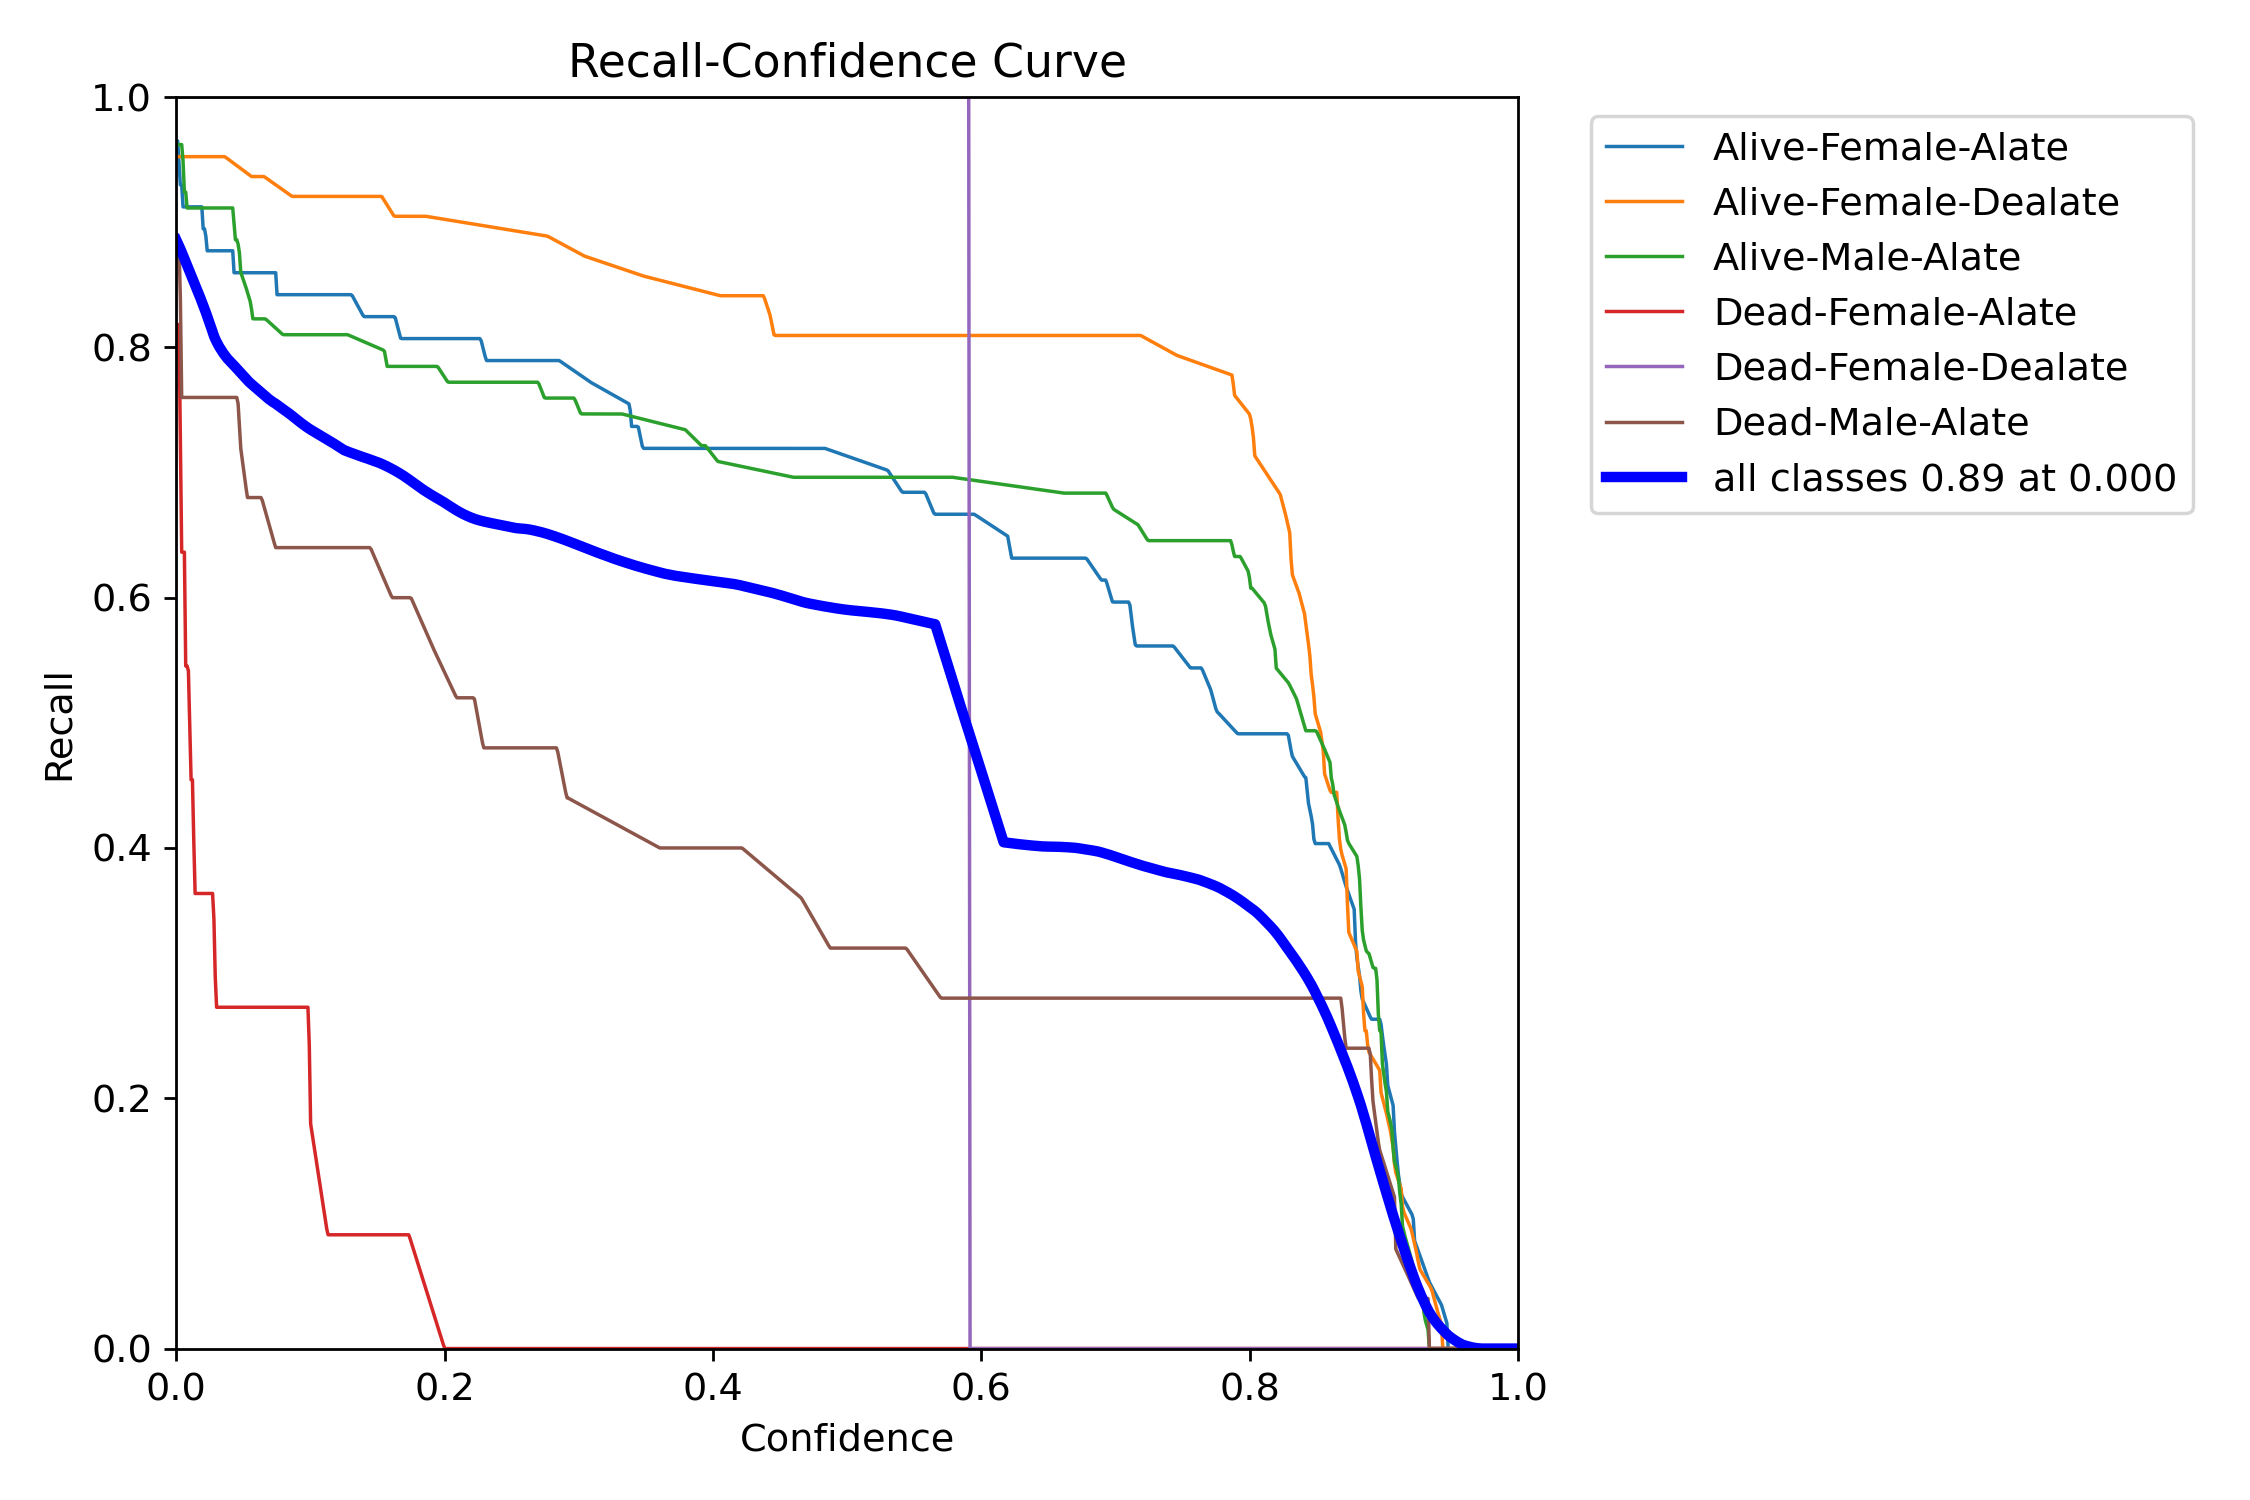 Recall-Confidence Curve
1.0
0.8
0.6
0.4
0.2
0.0
Recall
0.0
0.2
0.4
0.6
0.8
1.0
Confidence
Alive-Female-Alate
Alive-Female-Dealate
Alive-Male-Alate
Dead-Female-Alate
Dead-Female-Dealate
Dead-Male-Alate
all classes 0.89 at 0.000